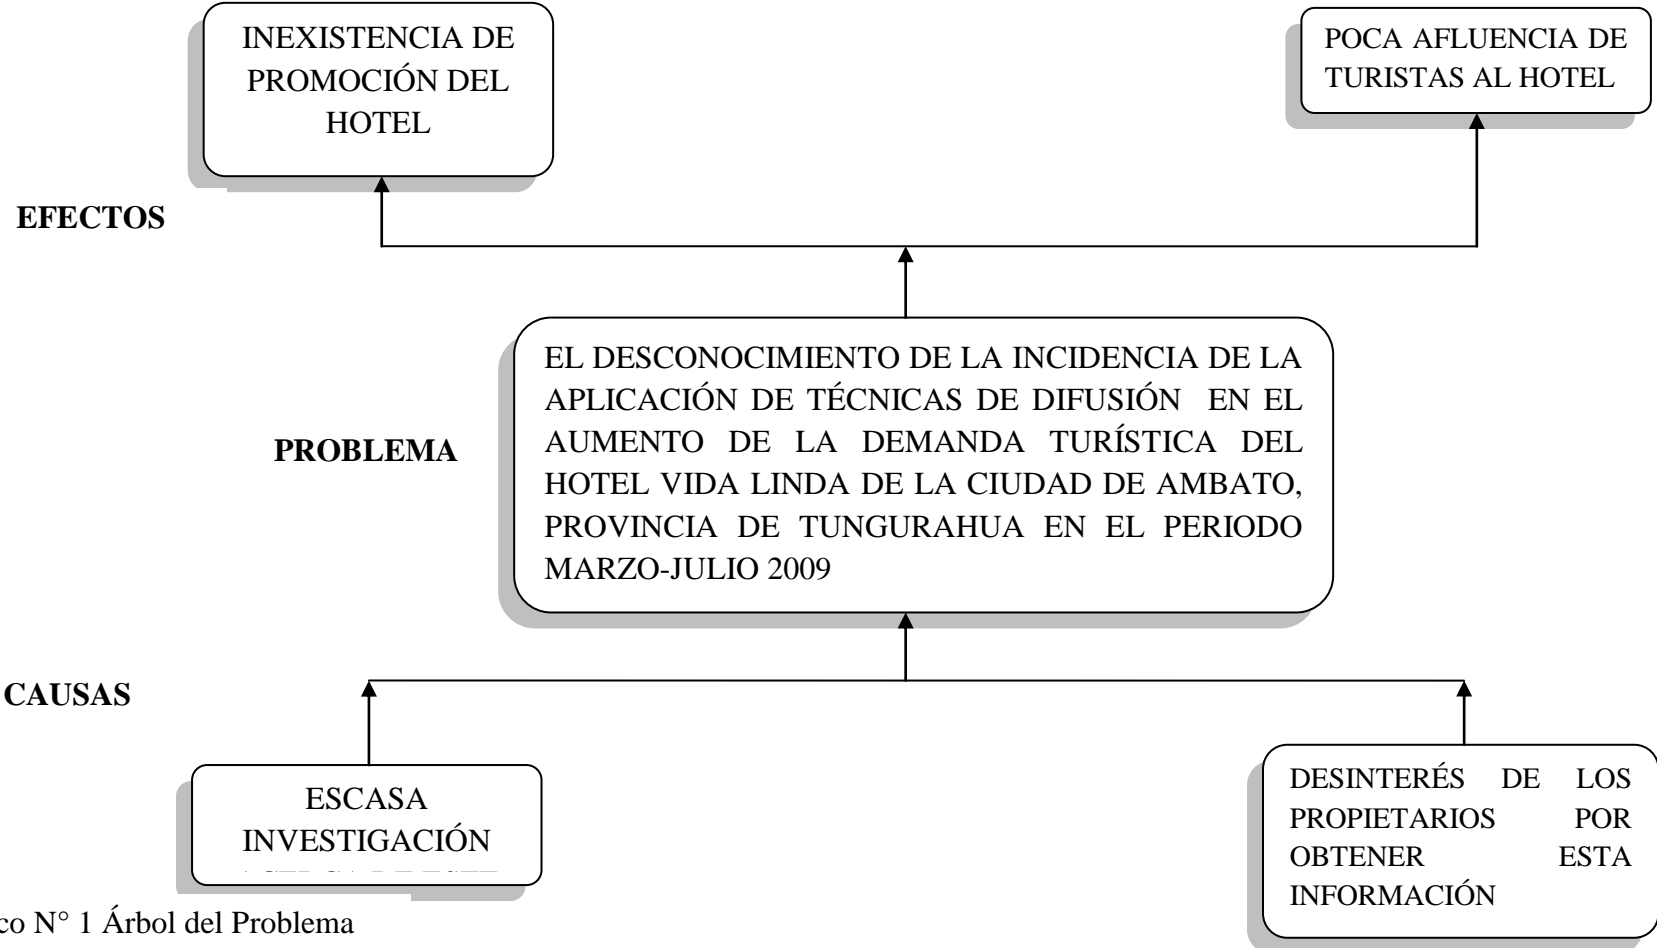 INEXISTENCIA DE
PROMOCIÓN DEL
HOTEL
POCA AFLUENCIA DE
TURISTAS AL HOTEL
EFECTOS
EL DESCONOCIMIENTO DE LA INCIDENCIA DE LA
APLICACIÓN DE TÉCNICAS DE DIFUSIÓN EN EL
AUMENTO DE LA DEMANDA TURÍSTICA DEL
HOTEL VIDA LINDA DE LA CIUDAD DE AMBATO,
PROVINCIA DE TUNGURAHUA EN EL PERIODO
MARZO-JULIO 2009
PROBLEMA
CAUSAS
ESCASA
INVESTIGACIÓN
DESINTERÉS DE LOS
PROPIETARIOS POR
OBTENER ESTA
INFORMACIÓN
co N° 1 Árbol del Problema